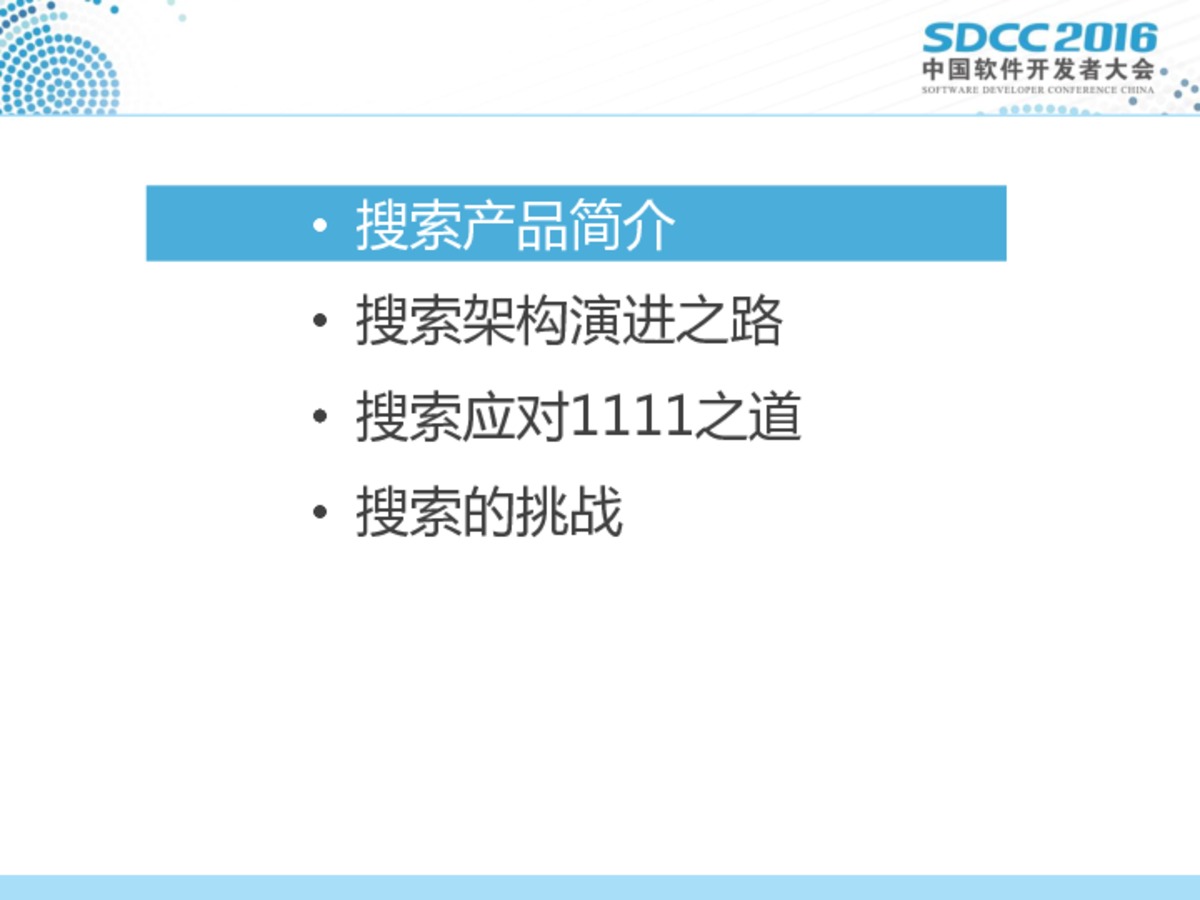 SDCC 2016
中国软件开发者大会
SOFTWARE DEVELOPER CONFERENCE CHINA
• 搜索产品简介
• 搜索架构演进之路
• 搜索应对1111之道
• 搜索的挑战